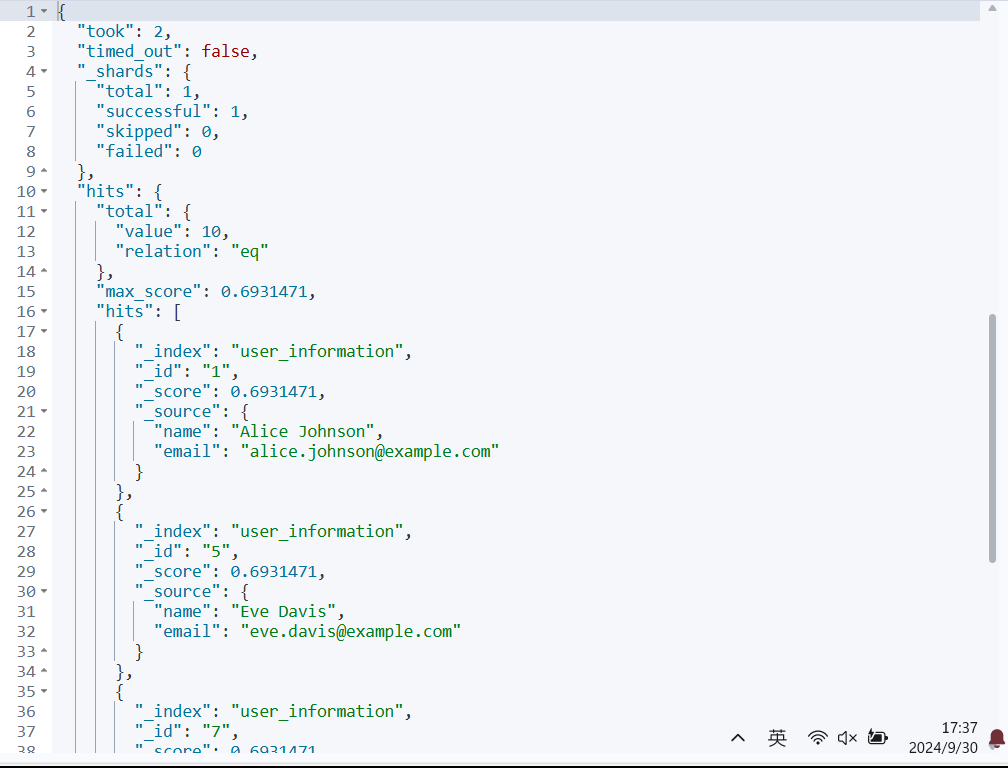 1 {
2 "took": 2,
3 "timed_out": false,
4 "_shards": {
5 "total": 1,
6 "successful": 1,
7 "skipped": 0,
8 "failed": 0
9 },
10 "hits": {
11 "total": {
12 "value": 10,
13 "relation": "eq"
14 },
15 "max_score": 0.6931471,
16 "hits": [
17 {
18 "_index": "user_information",
19 "_id": "1",
20 "_score": 0.6931471,
21 "_source": {
22 "name": "Alice Johnson",
23 "email": "alice.johnson@example.com"
24 }
25 },
26 {
27 "_index": "user_information",
28 "_id": "5",
29 "_score": 0.6931471,
30 "_source": {
31 "name": "Eve Davis",
32 "email": "eve.davis@example.com"
33 }
34 },
35 {
36 "_index": "user_information",
37 "_id": "7",
38 "_score": 0.6931471
英
17:37
2024/9/30